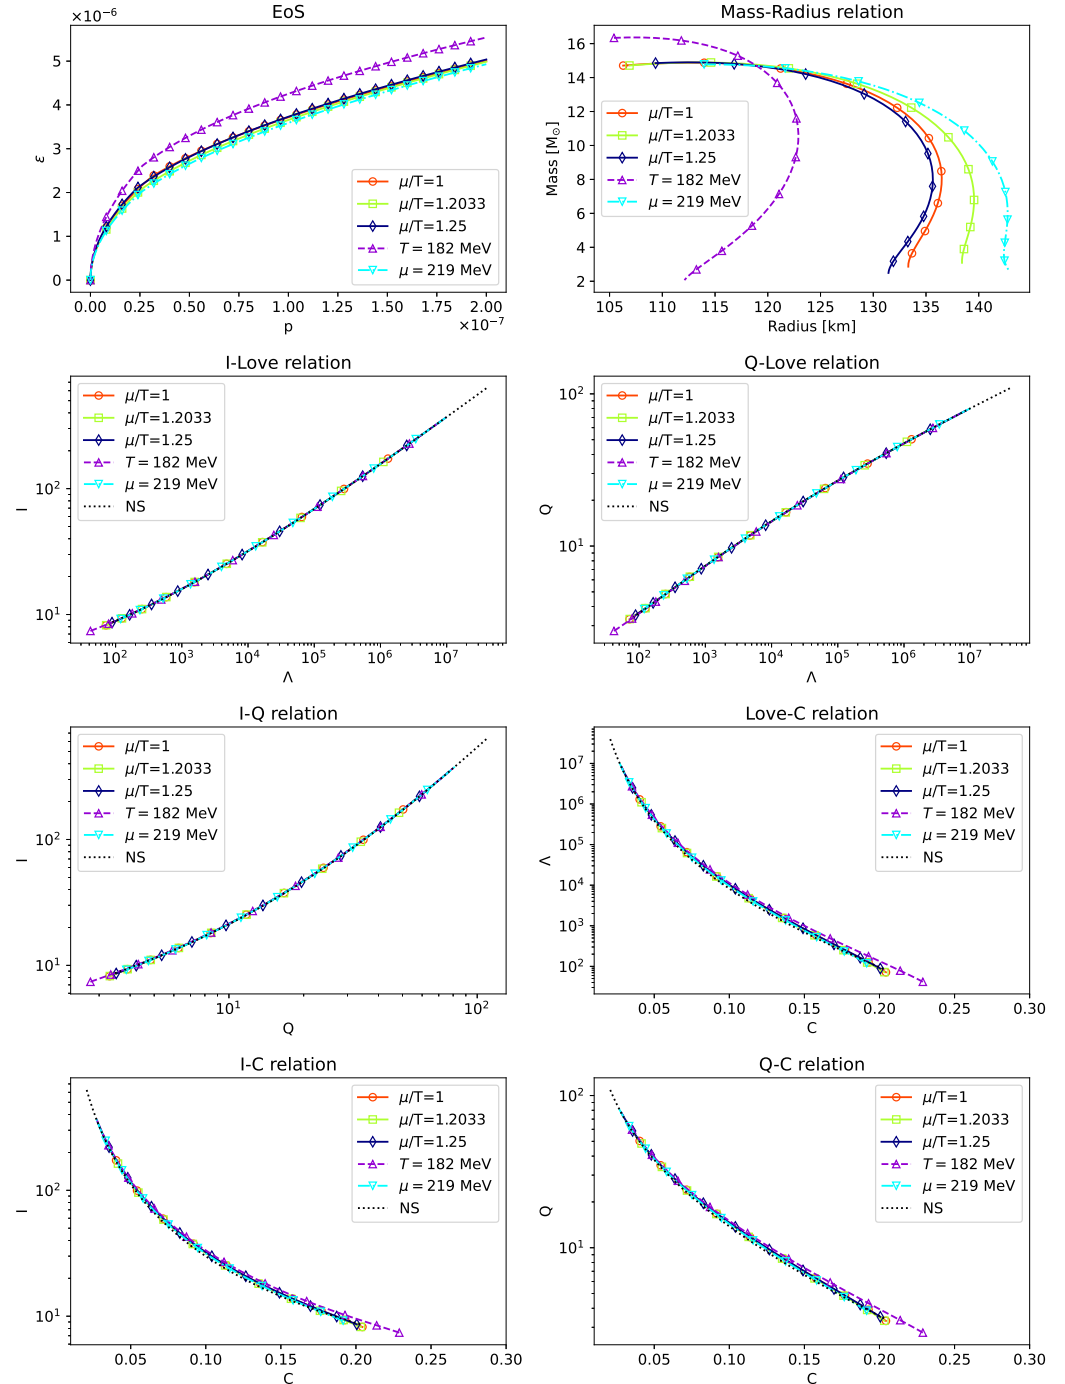 EoS
×10⁻⁶
5
4
3
2
1
0
ε
μ/T=1
μ/T=1.2033
μ/T=1.25
T = 182 MeV
μ = 219 MeV
0.00 0.25 0.50 0.75 1.00 1.25 1.50 1.75 2.00
×10⁻⁷
p
Mass-Radius relation
16
14
12
10
8
6
4
2
Mass [M⊙]
μ/T=1
μ/T=1.2033
μ/T=1.25
T = 182 MeV
μ = 219 MeV
105 110 115 120 125 130 135 140
Radius [km]
I-Love relation
10²
10¹
I
μ/T=1
μ/T=1.2033
μ/T=1.25
T = 182 MeV
μ = 219 MeV
NS
10² 10³ 10⁴ 10⁵ 10⁶ 10⁷
Λ
Q-Love relation
10²
10¹
Q
μ/T=1
μ/T=1.2033
μ/T=1.25
T = 182 MeV
μ = 219 MeV
NS
10² 10³ 10⁴ 10⁵ 10⁶ 10⁷
Λ
I-Q relation
10²
10¹
I
μ/T=1
μ/T=1.2033
μ/T=1.25
T = 182 MeV
μ = 219 MeV
NS
10¹ 10²
Q
Love-C relation
10⁷
10⁶
10⁵
10⁴
10³
10²
Λ
μ/T=1
μ/T=1.2033
μ/T=1.25
T = 182 MeV
μ = 219 MeV
NS
0.05 0.10 0.15 0.20 0.25 0.30
C
I-C relation
10²
10¹
I
μ/T=1
μ/T=1.2033
μ/T=1.25
T = 182 MeV
μ = 219 MeV
NS
0.05 0.10 0.15 0.20 0.25 0.30
C
Q-C relation
10²
10¹
Q
μ/T=1
μ/T=1.2033
μ/T=1.25
T = 182 MeV
μ = 219 MeV
NS
0.05 0.10 0.15 0.20 0.25 0.30
C